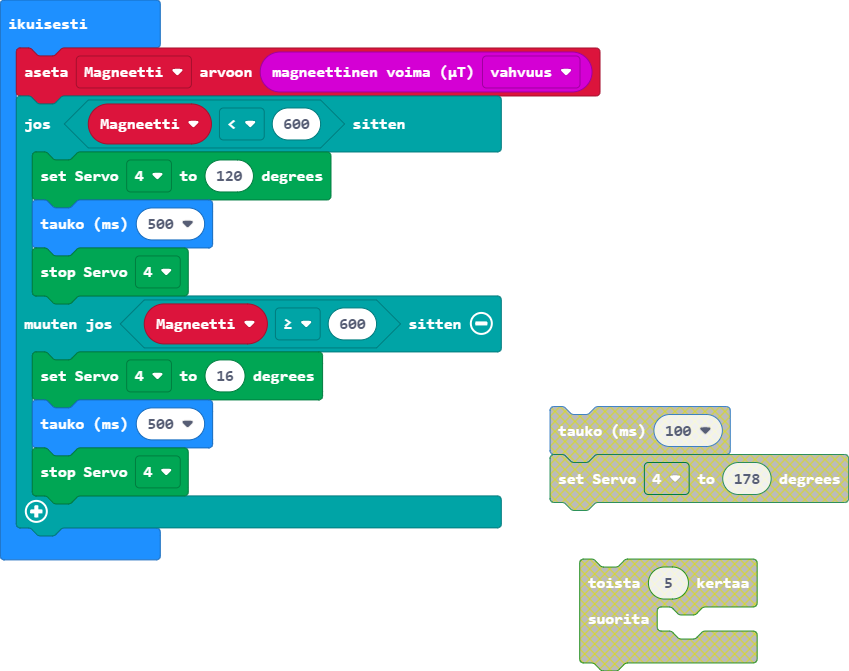 ikuisesti
aseta Magneetti arvoon magneettinen voima (µT) vahvuus
jos Magneetti < 600 sitten
set Servo 4 to 120 degrees
tauko (ms) 500
stop Servo 4
muuten jos Magneetti ≥ 600 sitten
set Servo 4 to 16 degrees
tauko (ms) 500
stop Servo 4
tauko (ms) 100
set Servo 4 to 178 degrees
toista 5 kertaa
suorita